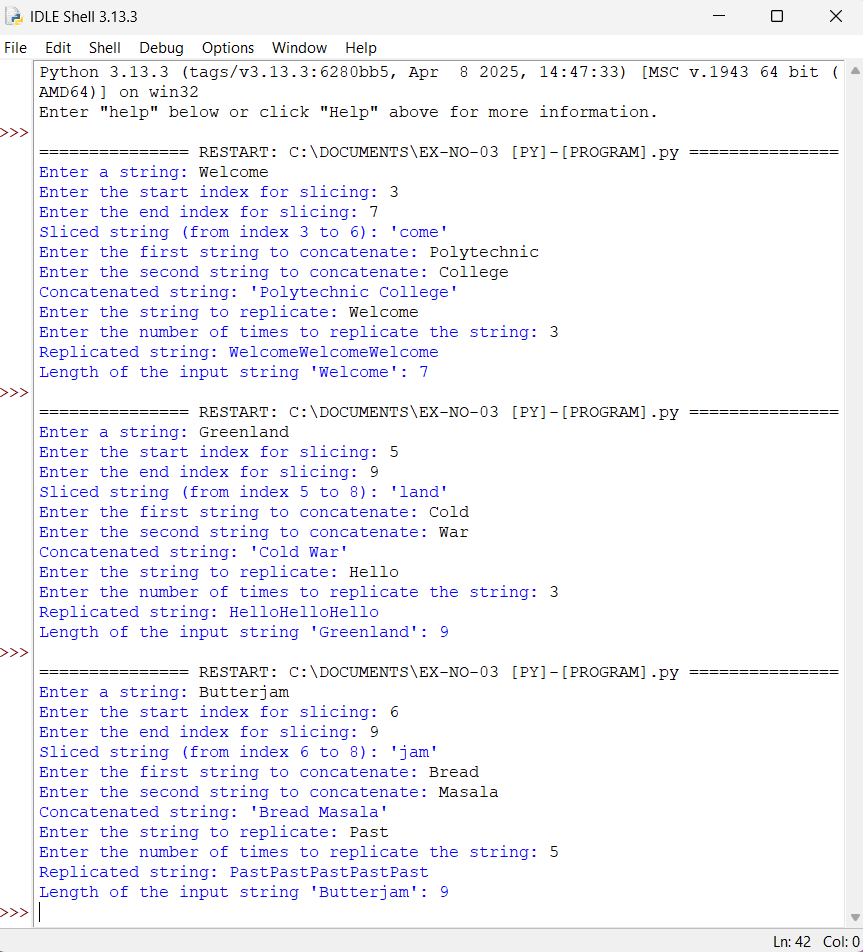 IDLE Shell 3.13.3
File Edit Shell Debug Options Window Help
Python 3.13.3 (tags/v3.13.3:6280bb5, Apr  8 2025, 14:47:33) [MSC v.1943 64 bit (
AMD64)] on win32
Enter "help" below or click "Help" above for more information.
>>>
=============== RESTART: C:\DOCUMENTS\EX-NO-03 [PY]-[PROGRAM].py ===============
Enter a string: Welcome
Enter the start index for slicing: 3
Enter the end index for slicing: 7
Sliced string (from index 3 to 6): 'come'
Enter the first string to concatenate: Polytechnic
Enter the second string to concatenate: College
Concatenated string: 'Polytechnic College'
Enter the string to replicate: Welcome
Enter the number of times to replicate the string: 3
Replicated string: WelcomeWelcomeWelcome
Length of the input string 'Welcome': 7
>>>
=============== RESTART: C:\DOCUMENTS\EX-NO-03 [PY]-[PROGRAM].py ===============
Enter a string: Greenland
Enter the start index for slicing: 5
Enter the end index for slicing: 9
Sliced string (from index 5 to 8): 'land'
Enter the first string to concatenate: Cold
Enter the second string to concatenate: War
Concatenated string: 'Cold War'
Enter the string to replicate: Hello
Enter the number of times to replicate the string: 3
Replicated string: HelloHelloHello
Length of the input string 'Greenland': 9
>>>
=============== RESTART: C:\DOCUMENTS\EX-NO-03 [PY]-[PROGRAM].py ===============
Enter a string: Butterjam
Enter the start index for slicing: 6
Enter the end index for slicing: 9
Sliced string (from index 6 to 8): 'jam'
Enter the first string to concatenate: Bread
Enter the second string to concatenate: Masala
Concatenated string: 'Bread Masala'
Enter the string to replicate: Past
Enter the number of times to replicate the string: 5
Replicated string: PastPastPastPastPast
Length of the input string 'Butterjam': 9
>>>
Ln: 42 Col: 0